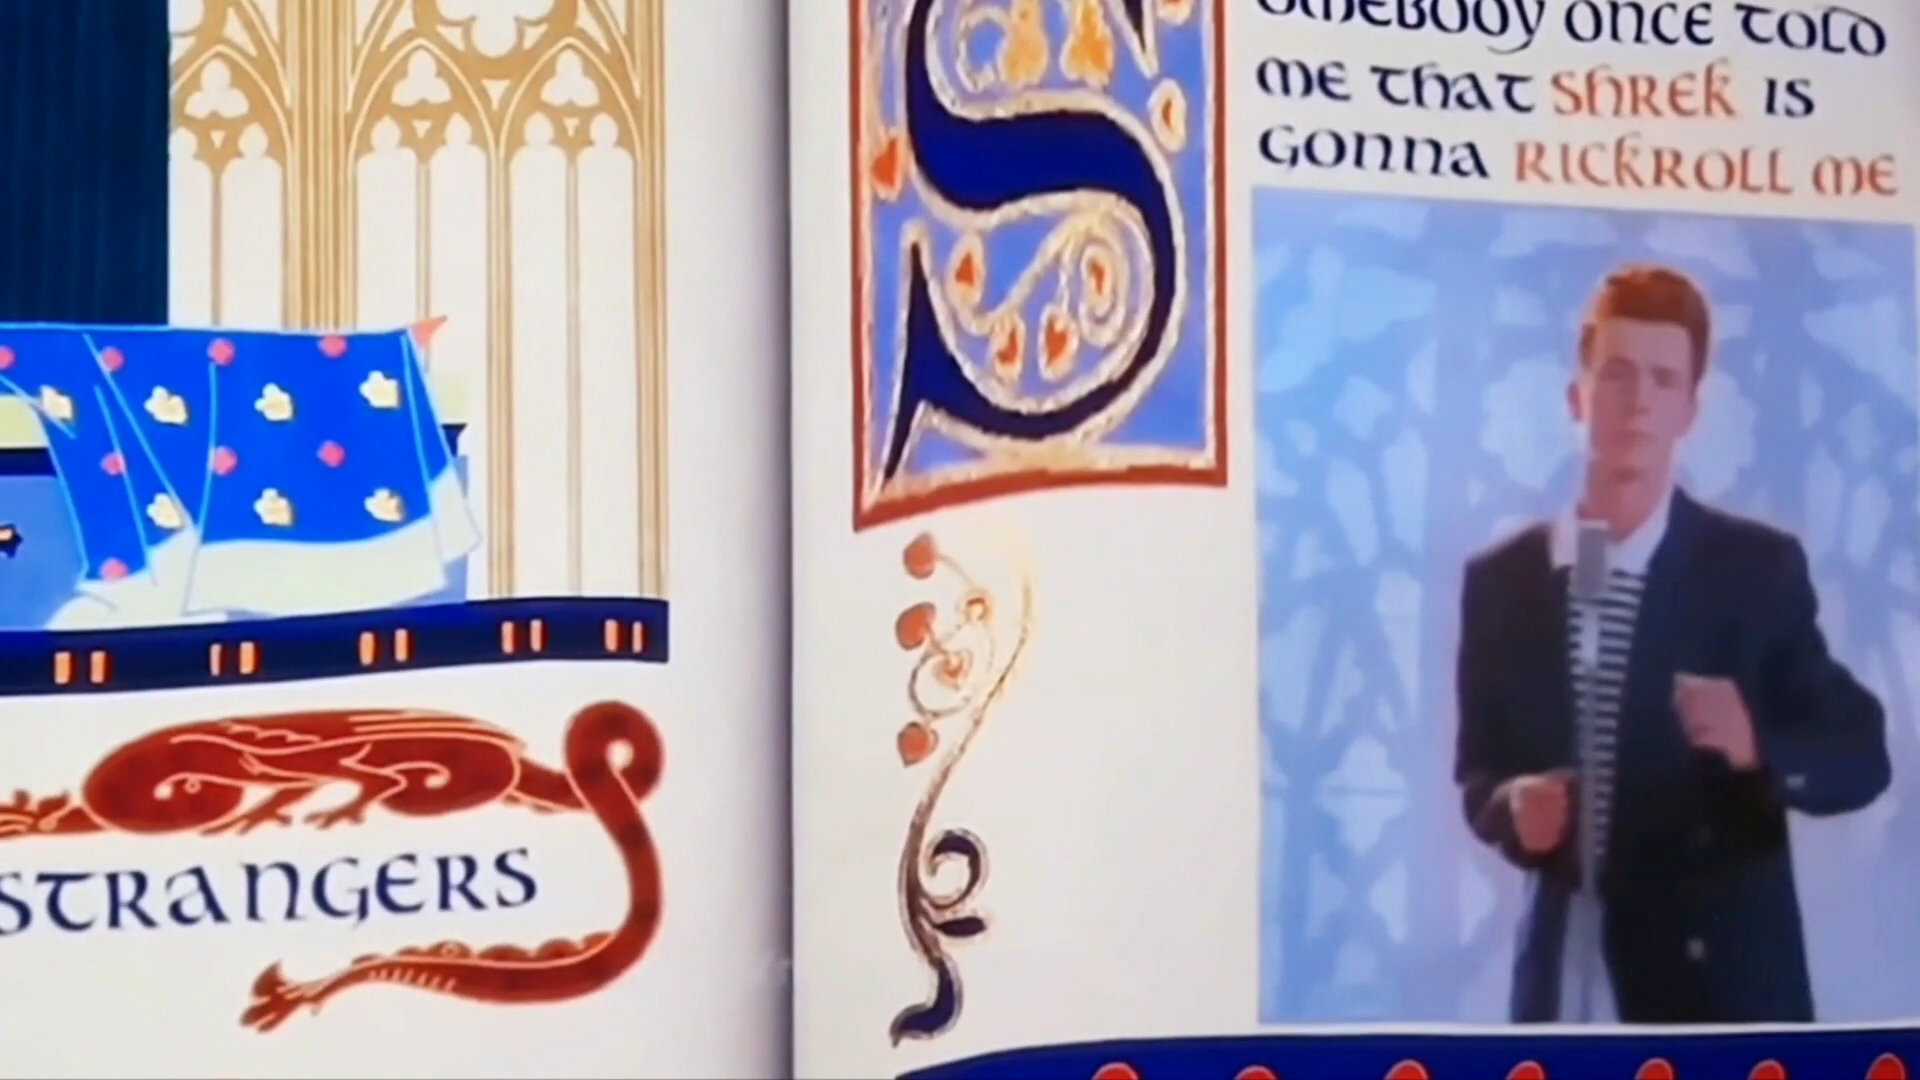 STRANGERS
SOMEBODY ONCE TOLD
ME THAT SHREK IS
GONNA RICKROLL ME